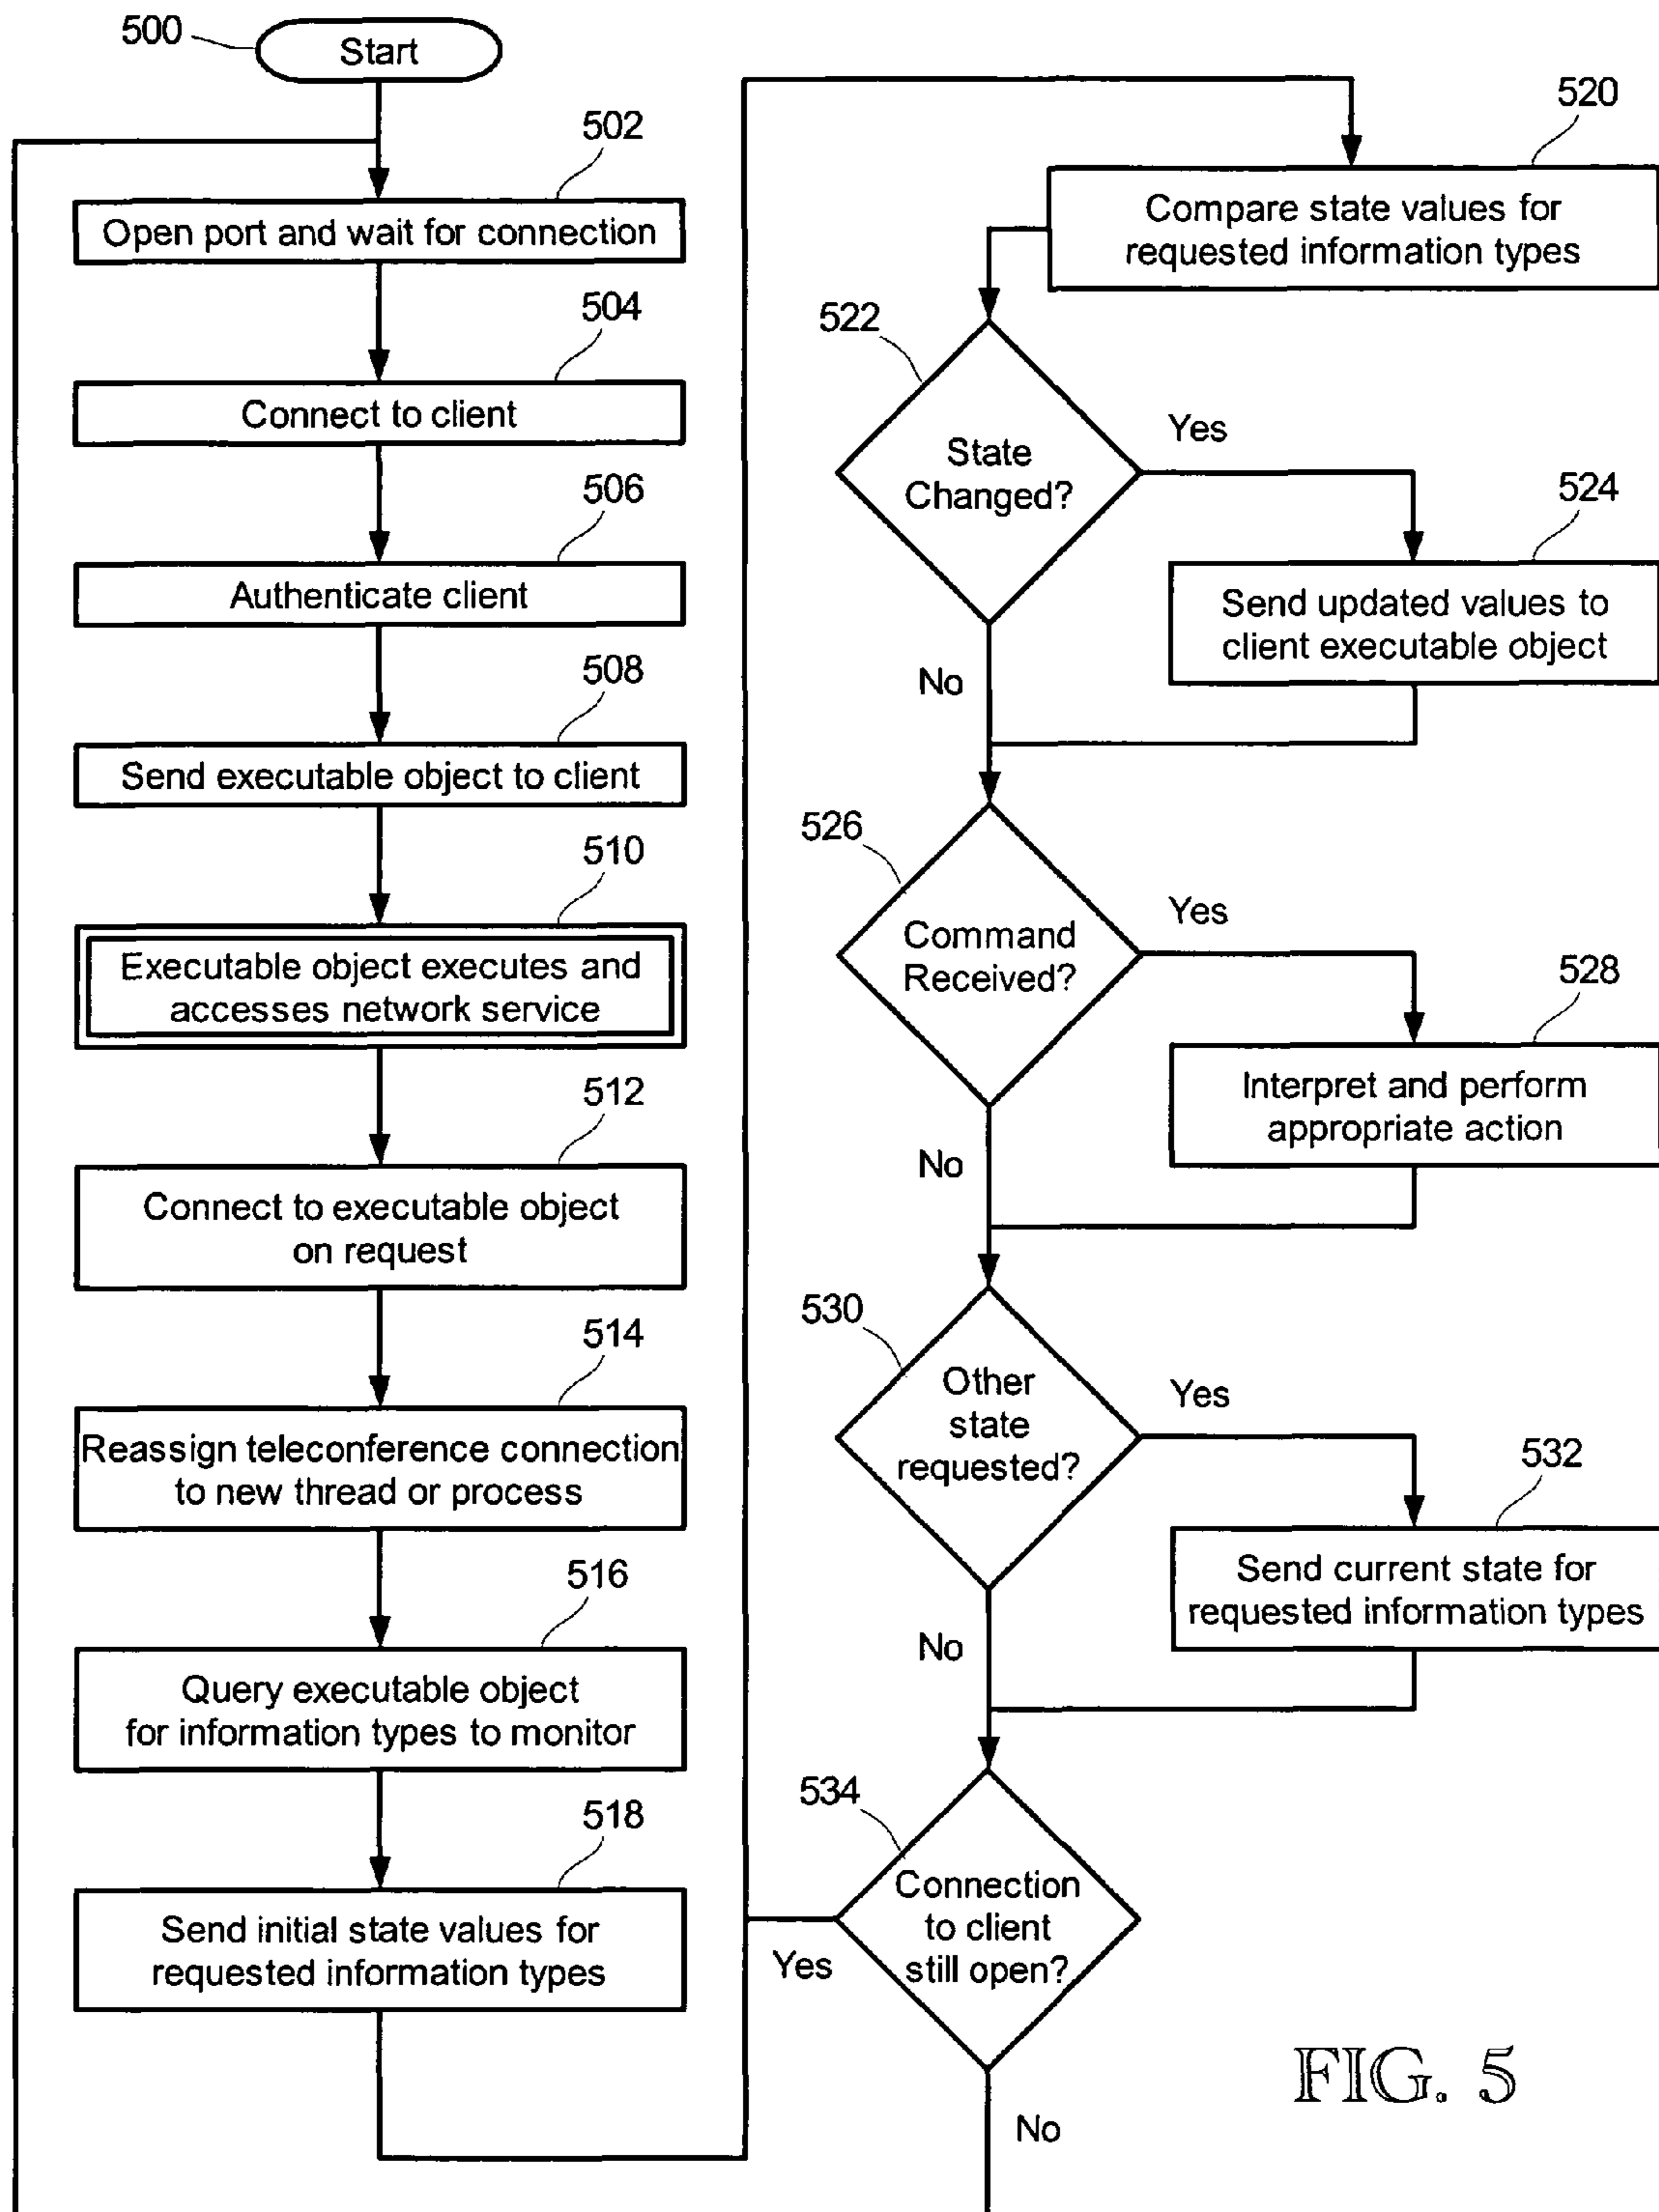 500
Start
502
Open port and wait for connection
504
Connect to client
506
Authenticate client
508
Send executable object to client
510
Executable object executes and
accesses network service
512
Connect to executable object
on request
514
Reassign teleconference connection
to new thread or process
516
Query executable object
for information types to monitor
518
Send initial state values for
requested information types
520
Compare state values for
requested information types
522
State
Changed?
Yes
No
524
Send updated values to
client executable object
526
Command
Received?
Yes
No
528
Interpret and perform
appropriate action
530
Other
state
requested?
Yes
No
532
Send current state for
requested information types
534
Connection
to client
still open?
Yes
No
FIG. 5